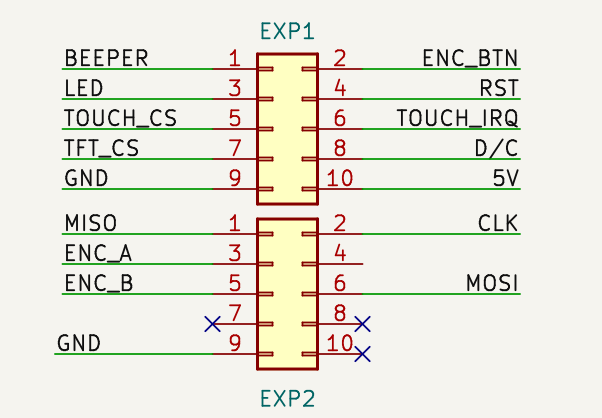 EXP1
BEEPER 1 2 ENC_BTN
LED 3 4 RST
TOUCH_CS 5 6 TOUCH_IRQ
TFT_CS 7 8 D/C
GND 9 10 5V
MISO 1 2 CLK
ENC_A 3 4
ENC_B 5 6 MOSI
7 8
GND 9 10
EXP2